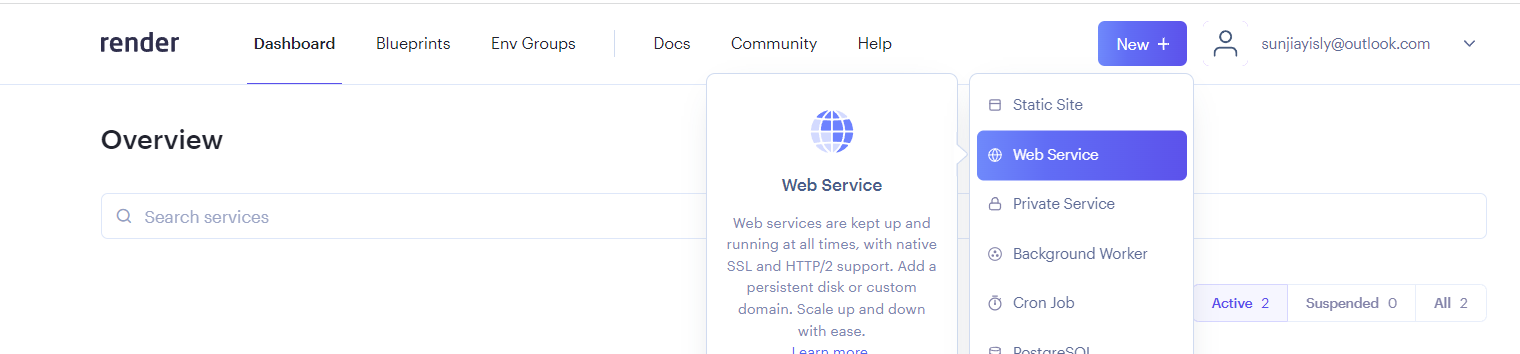 render
Dashboard
Blueprints
Env Groups
Docs
Community
Help
New +
sunjiayisly@outlook.com
Overview
Search services
Web Service
Web services are kept up and
running at all times, with native
SSL and HTTP/2 support. Add a
persistent disk or custom
domain. Scale up and down
with ease.
Learn more
Static Site
Web Service
Private Service
Background Worker
Cron Job
PostgreSQL
Active 2
Suspended 0
All 2